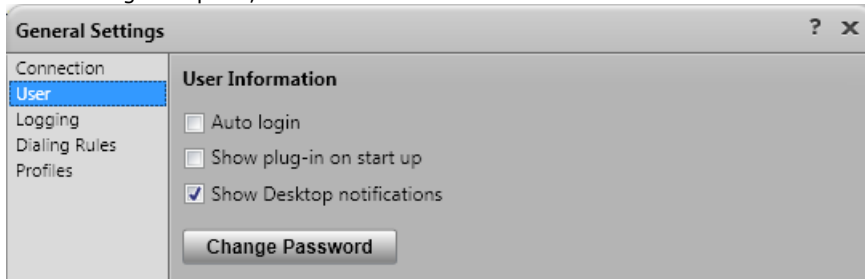 General Settings ? x
Connection
User
Logging
Dialing Rules
Profiles
User Information
Auto login
Show plug-in on start up
Show Desktop notifications
Change Password